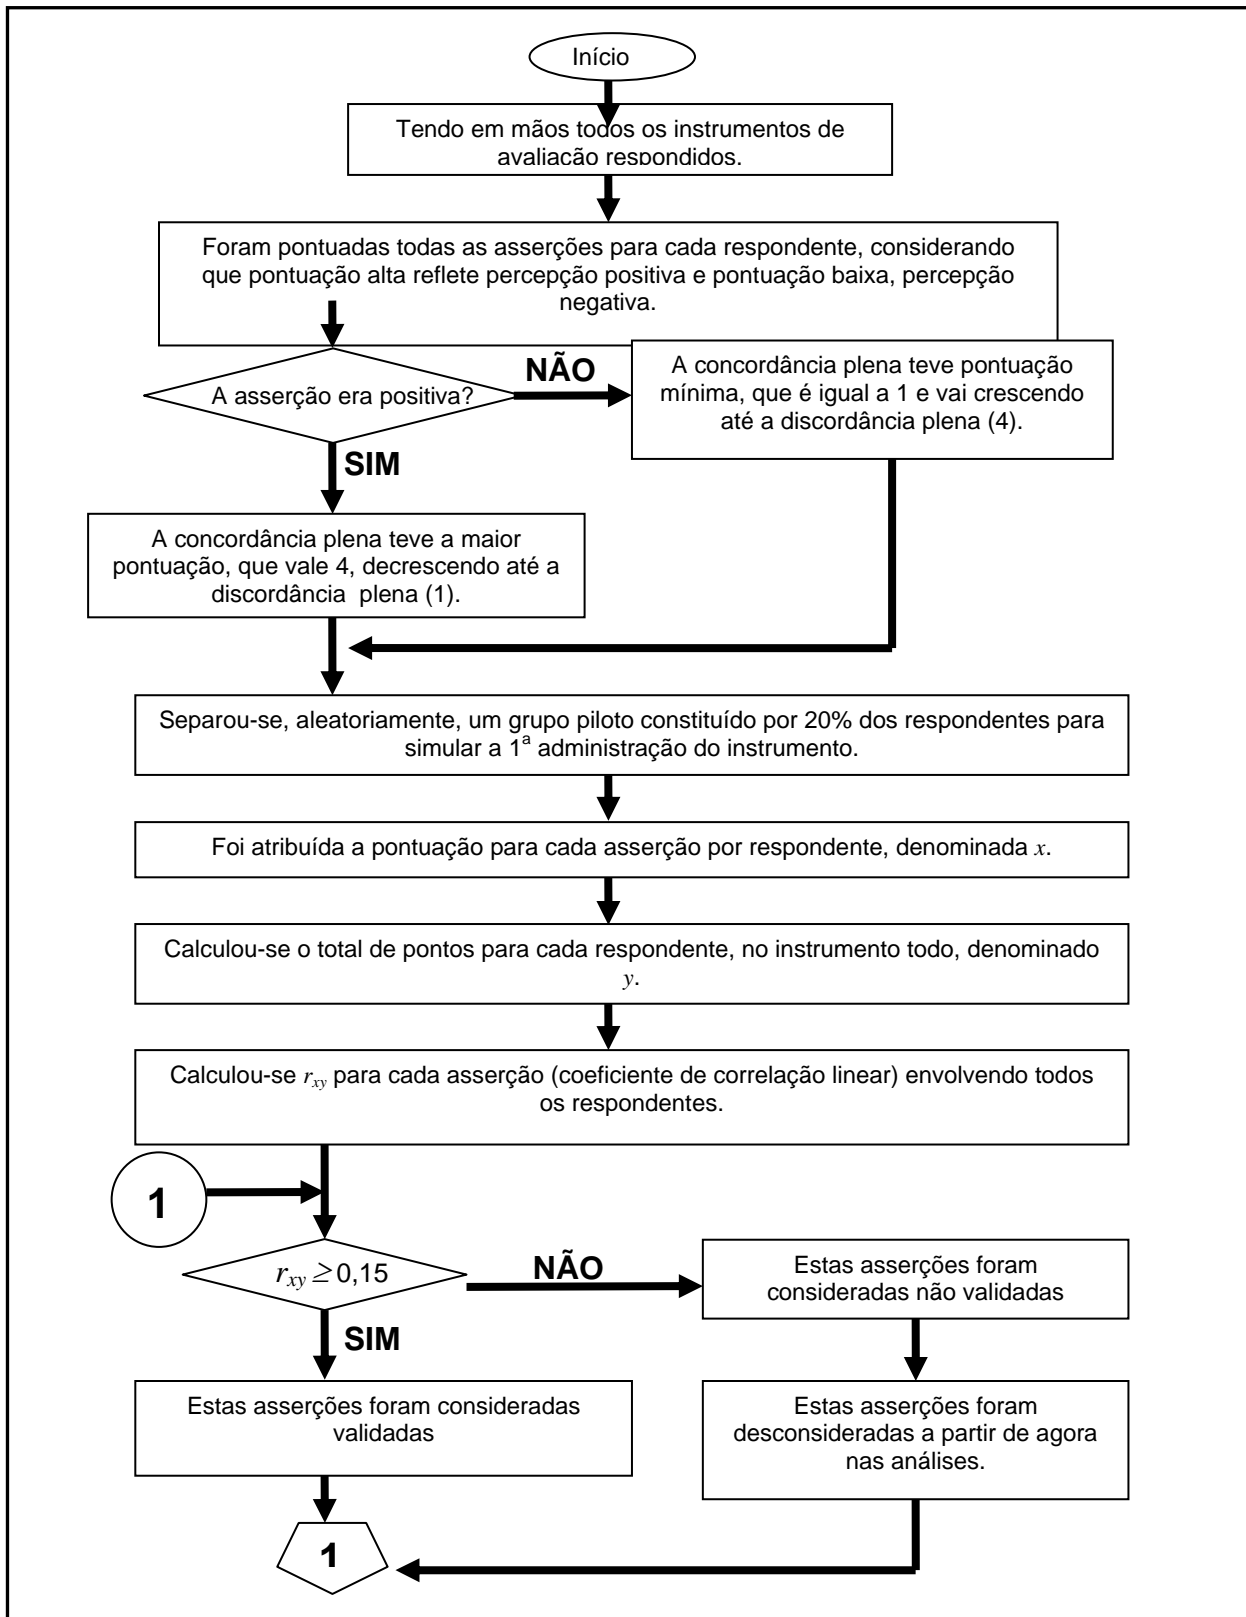 Início
Tendo em mãos todos os instrumentos de
avaliação respondidos.
Foram pontuadas todas as asserções para cada respondente, considerando
que pontuação alta reflete percepção positiva e pontuação baixa, percepção
negativa.
A asserção era positiva?
NÃO
A concordância plena teve pontuação
mínima, que é igual a 1 e vai crescendo
até a discordância plena (4).
SIM
A concordância plena teve a maior
pontuação, que vale 4, decrescendo até a
discordância plena (1).
Separou-se, aleatoriamente, um grupo piloto constituído por 20% dos respondentes para
simular a 1ª administração do instrumento.
Foi atribuída a pontuação para cada asserção por respondente, denominada x.
Calculou-se o total de pontos para cada respondente, no instrumento todo, denominado
y.
Calculou-se rxy para cada asserção (coeficiente de correlação linear) envolvendo todos
os respondentes.
1
rxy ≥ 0,15
NÃO
Estas asserções foram
consideradas não validadas
SIM
Estas asserções foram consideradas
validadas
Estas asserções foram
desconsideradas a partir de agora
nas análises.
1